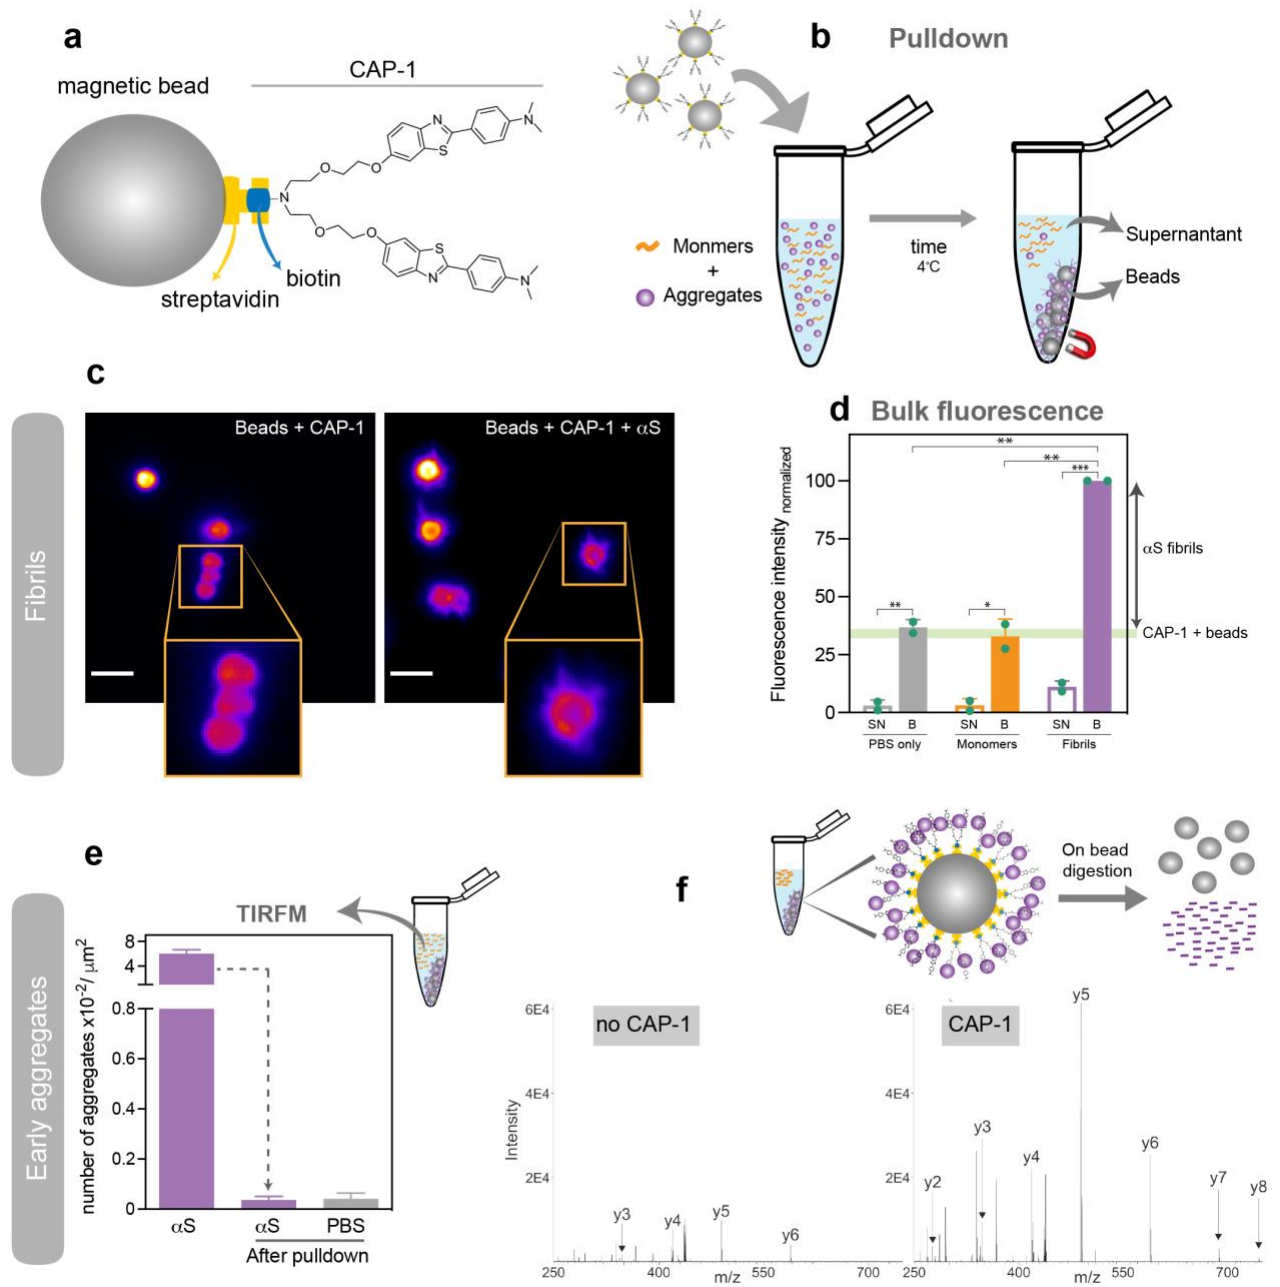 a
CAP-1
magnetic bead
N
S
O
N
O
N
O
O
S
N
N
biotin
streptavidin
b
Pulldown
Monmers
+
Aggregates
time
4°C
Supernantant
Beads
c
Fibrils
Beads + CAP-1
Beads + CAP-1 + αS
d
Bulk fluorescence
Fluorescence intensity normalized
100
75
50
25
0
**
**
***
**
*
αS fibrils
CAP-1 + beads
SN
B
SN
B
SN
B
PBS only
Monomers
Fibrils
Early aggregates
e
TIRFM
number of aggregates x10-2/ μm2
8
4
0.8
0.6
0.4
0.2
0
αS
αS
PBS
After pulldown
f
On bead
digestion
no CAP-1
Intensity
6E4
4E4
2E4
y3
y4
y5
y6
250
400
m/z
550
700
CAP-1
6E4
4E4
2E4
y2
y3
y4
y5
y6
y7
y8
250
400
m/z
550
700